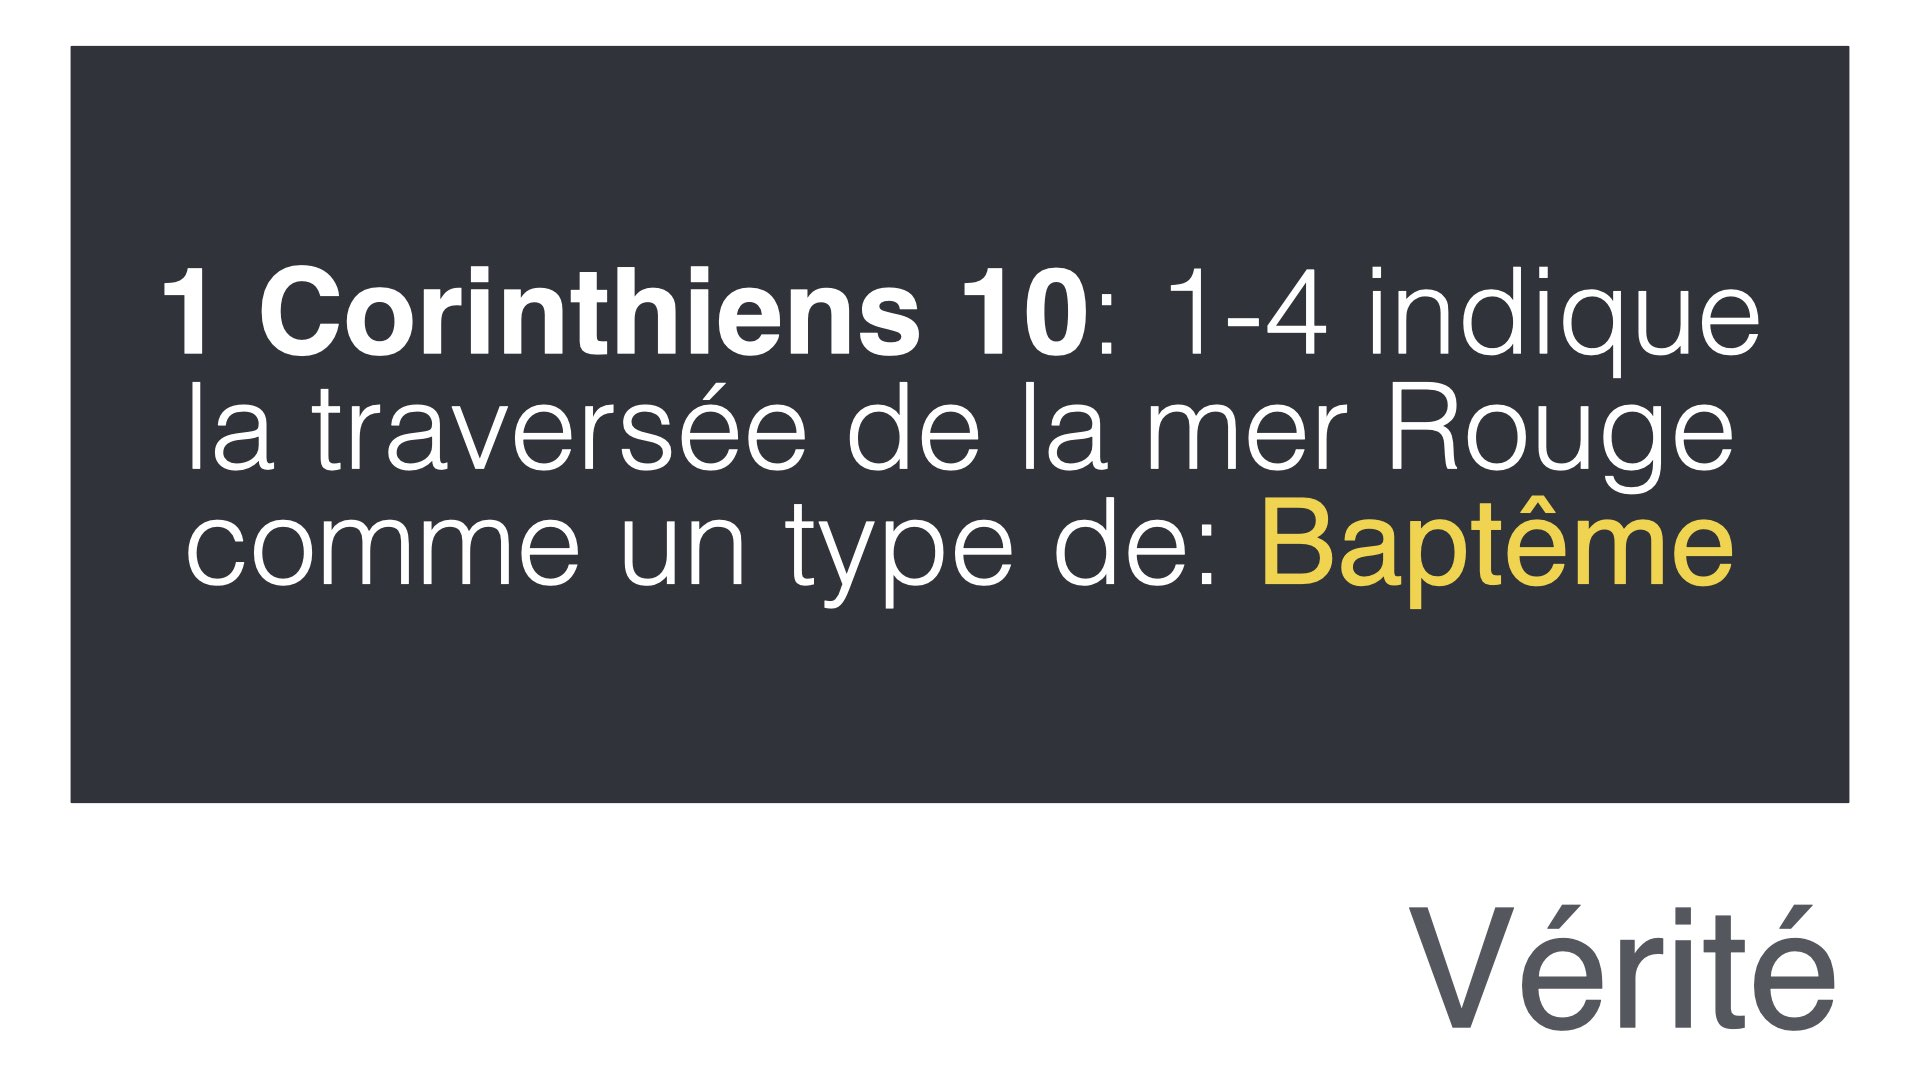 1 Corinthiens 10: 1-4 indique
la traversée de la mer Rouge
comme un type de: Baptême
Vérité